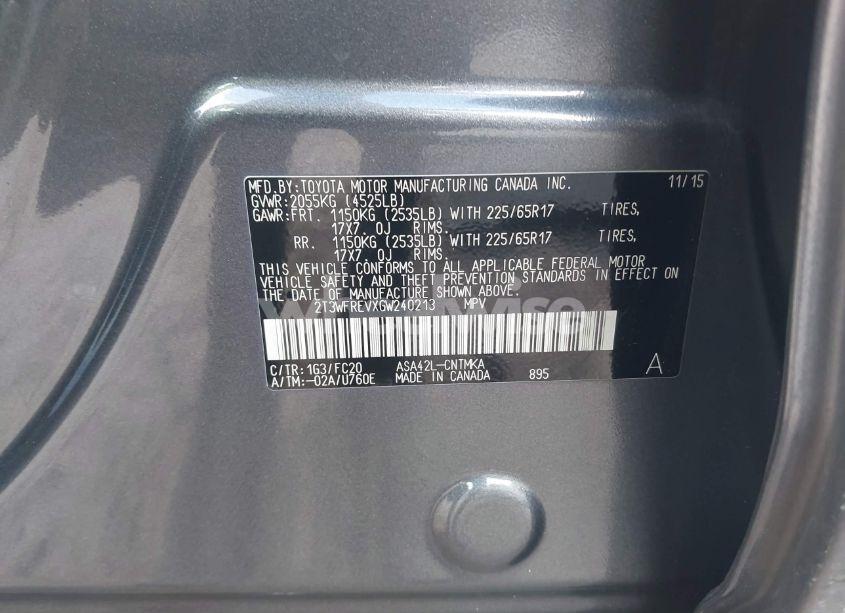 MFD.BY:TOYOTA MOTOR MANUFACTURING CANADA INC. 11/15
GVWR:2055KG (4525LB)
GAWR:FRT. 1150KG (2535LB) WITH 225/65R17 TIRES,
17X7. 0J RIMS.
RR. 1150KG (2535LB) WITH 225/65R17 TIRES,
17X7. 0J RIMS.
THIS VEHICLE CONFORMS TO ALL APPLICABLE FEDERAL MOTOR
VEHICLE SAFETY AND THEFT PREVENTION STANDARDS IN EFFECT ON
THE DATE OF MANUFACTURE SHOWN ABOVE.
2T3WFREVXGW240213 MPV
C/TR:1G3/FC20 ASA42L-CNTMKA
A/TM:-02A/U760E MADE IN CANADA 895 A